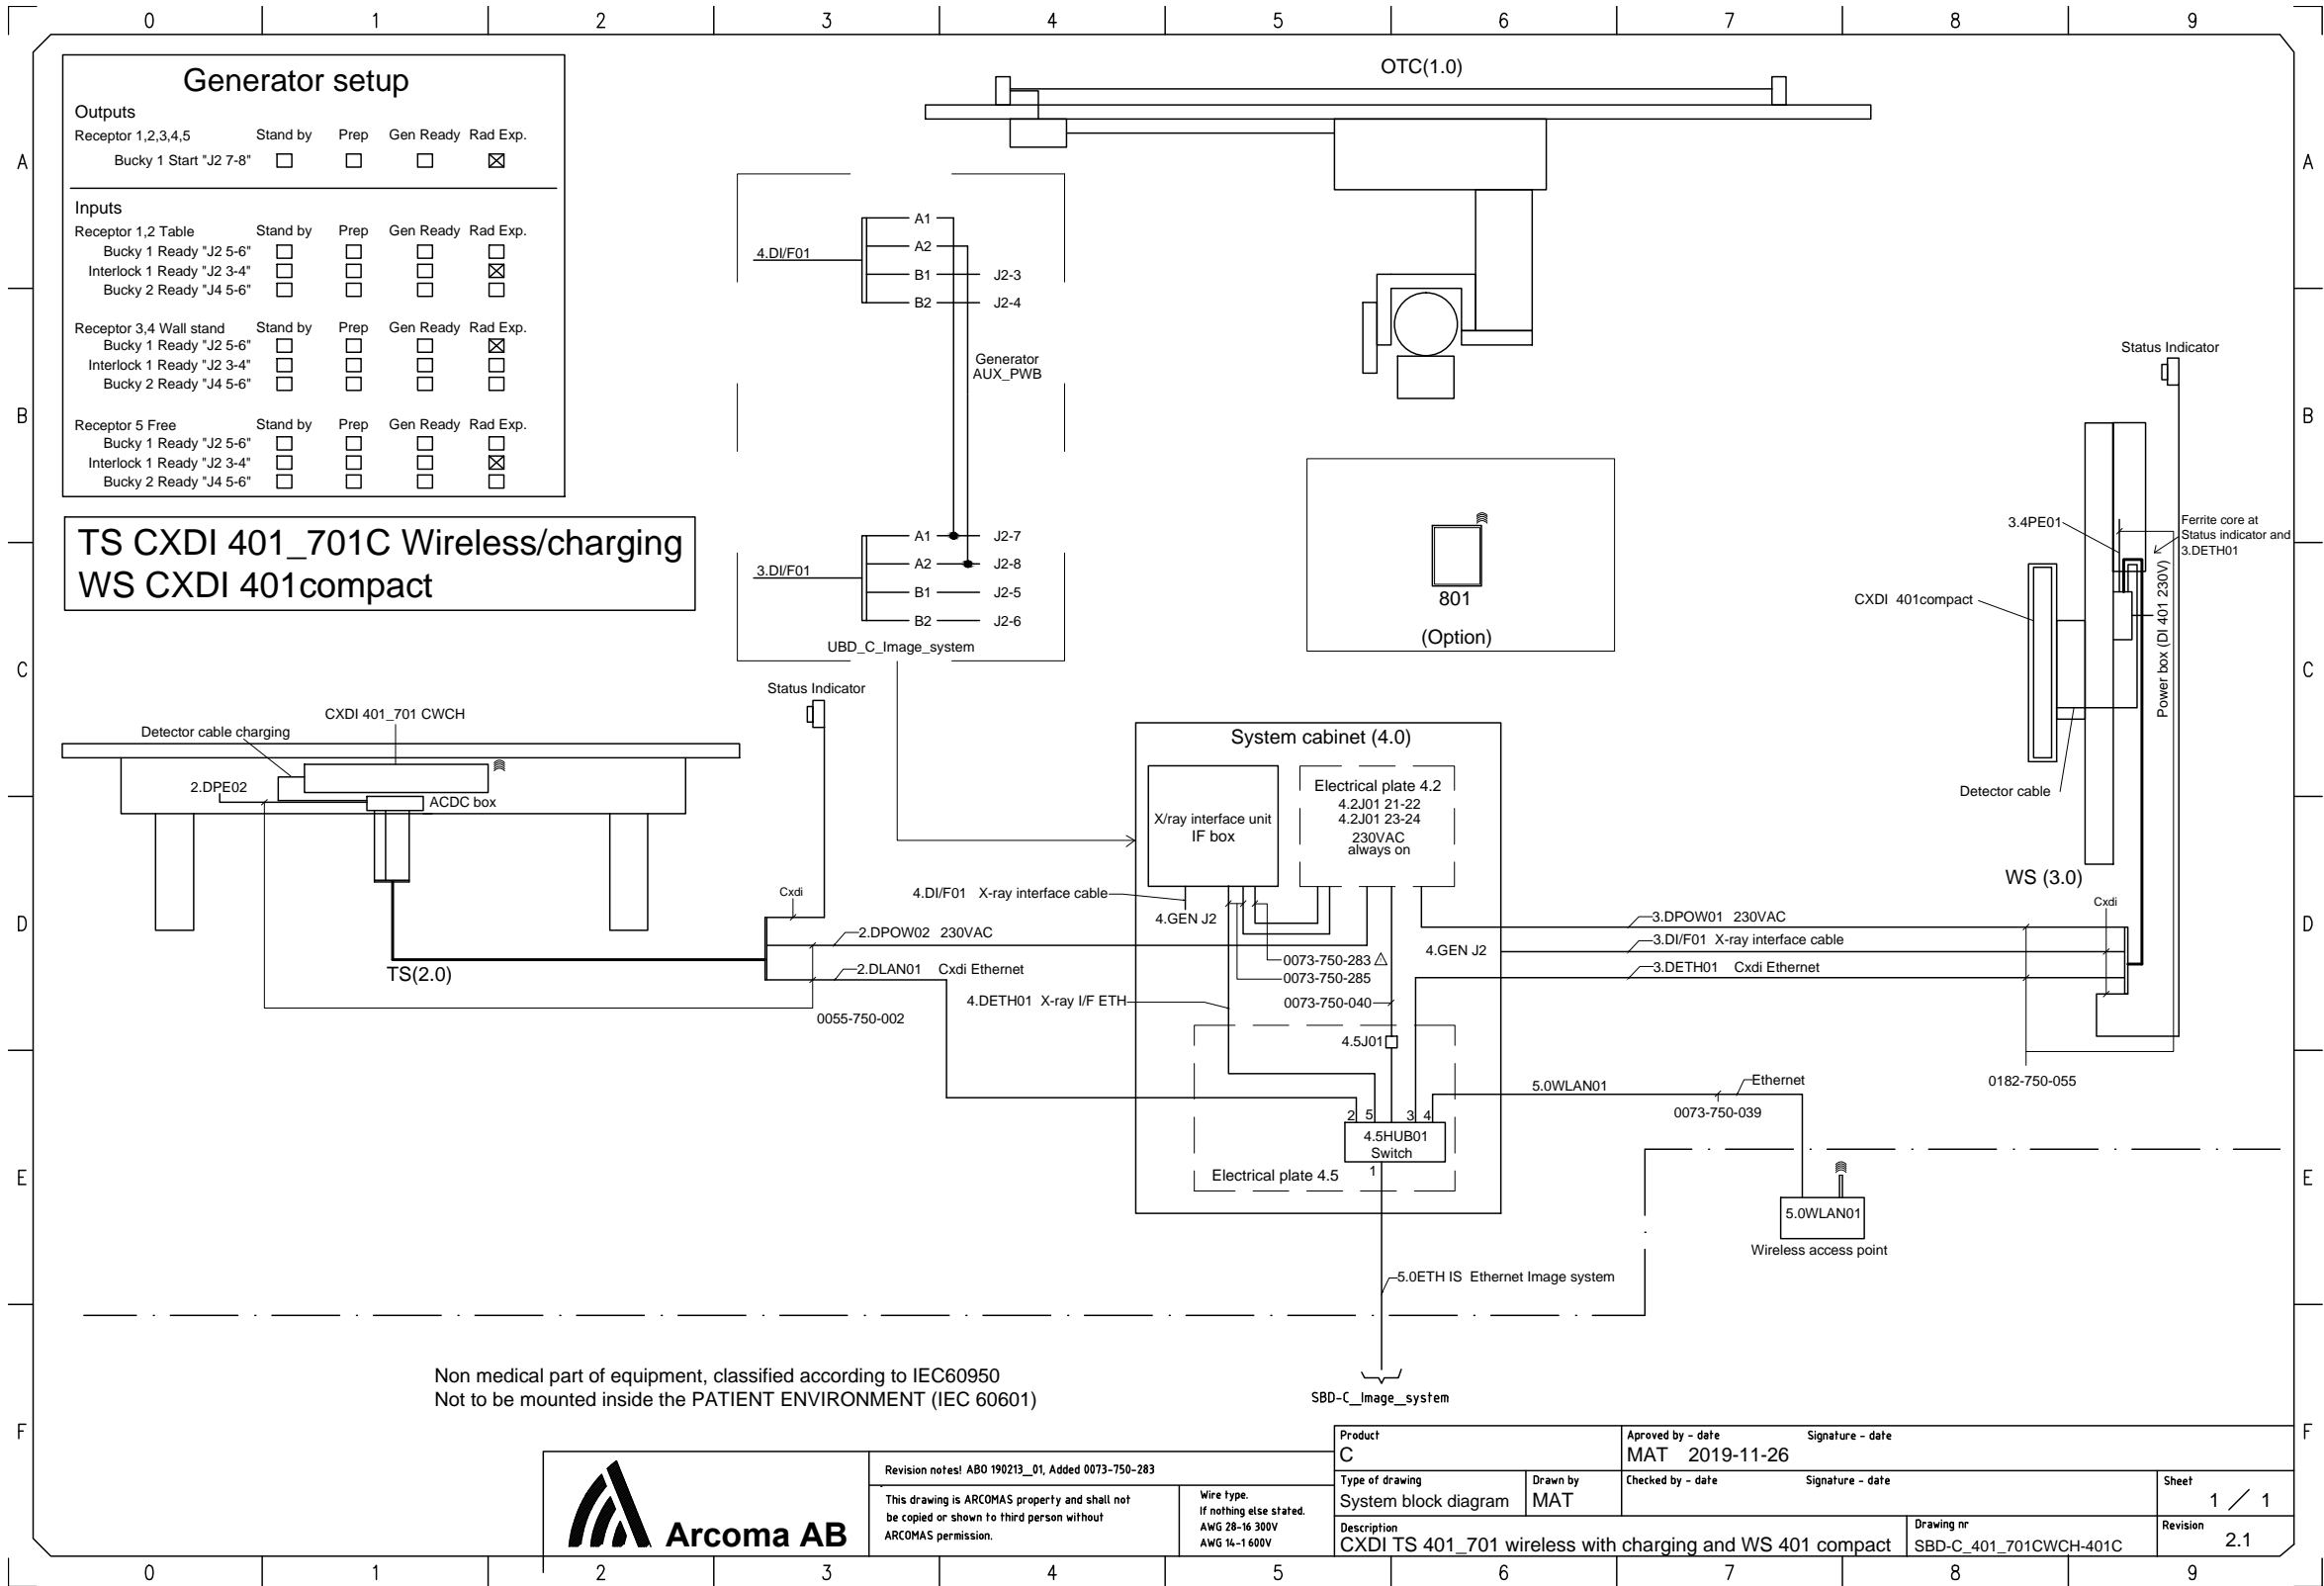 0 1 2 3 4 5 6 7 8 9
A A
B B
C C
D D
E E
F F
Generator setup
Outputs
Receptor 1,2,3,4,5 Stand by Prep Gen Ready Rad Exp.
Bucky 1 Start "J2 7-8"
Inputs
Receptor 1,2 Table Stand by Prep Gen Ready Rad Exp.
Bucky 1 Ready "J2 5-6"
Interlock 1 Ready "J2 3-4"
Bucky 2 Ready "J4 5-6"
Receptor 3,4 Wall stand Stand by Prep Gen Ready Rad Exp.
Bucky 1 Ready "J2 5-6"
Interlock 1 Ready "J2 3-4"
Bucky 2 Ready "J4 5-6"
Receptor 5 Free Stand by Prep Gen Ready Rad Exp.
Bucky 1 Ready "J2 5-6"
Interlock 1 Ready "J2 3-4"
Bucky 2 Ready "J4 5-6"
TS CXDI 401_701C Wireless/charging
WS CXDI 401compact
4.DI/F01
A1
A2
B1 J2-3
B2 J2-4
Generator
AUX_PWB
3.DI/F01
A1 J2-7
A2 J2-8
B1 J2-5
B2 J2-6
UBD_C_Image_system
OTC(1.0)
801
(Option)
Status Indicator
3.4PE01
Ferrite core at
Status indicator and
3.DETH01
Power box (DI 401 230V)
CXDI 401compact
Detector cable
WS (3.0)
Cxdi
Status Indicator
CXDI 401_701 CWCH
Detector cable charging
2.DPE02
ACDC box
TS(2.0)
Cxdi
2.DPOW02 230VAC
2.DLAN01 Cxdi Ethernet
0055-750-002
System cabinet (4.0)
X/ray interface unit
IF box
Electrical plate 4.2
4.2J01 21-22
4.2J01 23-24
230VAC
always on
4.DI/F01 X-ray interface cable
4.GEN J2
4.GEN J2
0073-750-283
0073-750-285
0073-750-040
4.DETH01 X-ray I/F ETH
4.5J01
2 5 3 4
4.5HUB01
Switch
1
Electrical plate 4.5
3.DPOW01 230VAC
3.DI/F01 X-ray interface cable
3.DETH01 Cxdi Ethernet
0182-750-055
5.0WLAN01
Ethernet
0073-750-039
5.0WLAN01
Wireless access point
5.0ETH IS Ethernet Image system
SBD-C_Image_system
Non medical part of equipment, classified according to IEC60950
Not to be mounted inside the PATIENT ENVIRONMENT (IEC 60601)
Arcoma AB
Revision notes! ABO 190213_01, Added 0073-750-283
This drawing is ARCOMAS property and shall not
be copied or shown to third person without
ARCOMAS permission.
Wire type.
If nothing else stated.
AWG 28-16 300V
AWG 14-1 600V
Product
C
Aproved by - date Signature - date
MAT 2019-11-26
Type of drawing
System block diagram
Drawn by
MAT
Checked by - date Signature - date
Sheet
1 / 1
Description
CXDI TS 401_701 wireless with charging and WS 401 compact
Drawing nr
SBD-C_401_701CWCH-401C
Revision
2.1
0 1 2 3 4 5 6 7 8 9